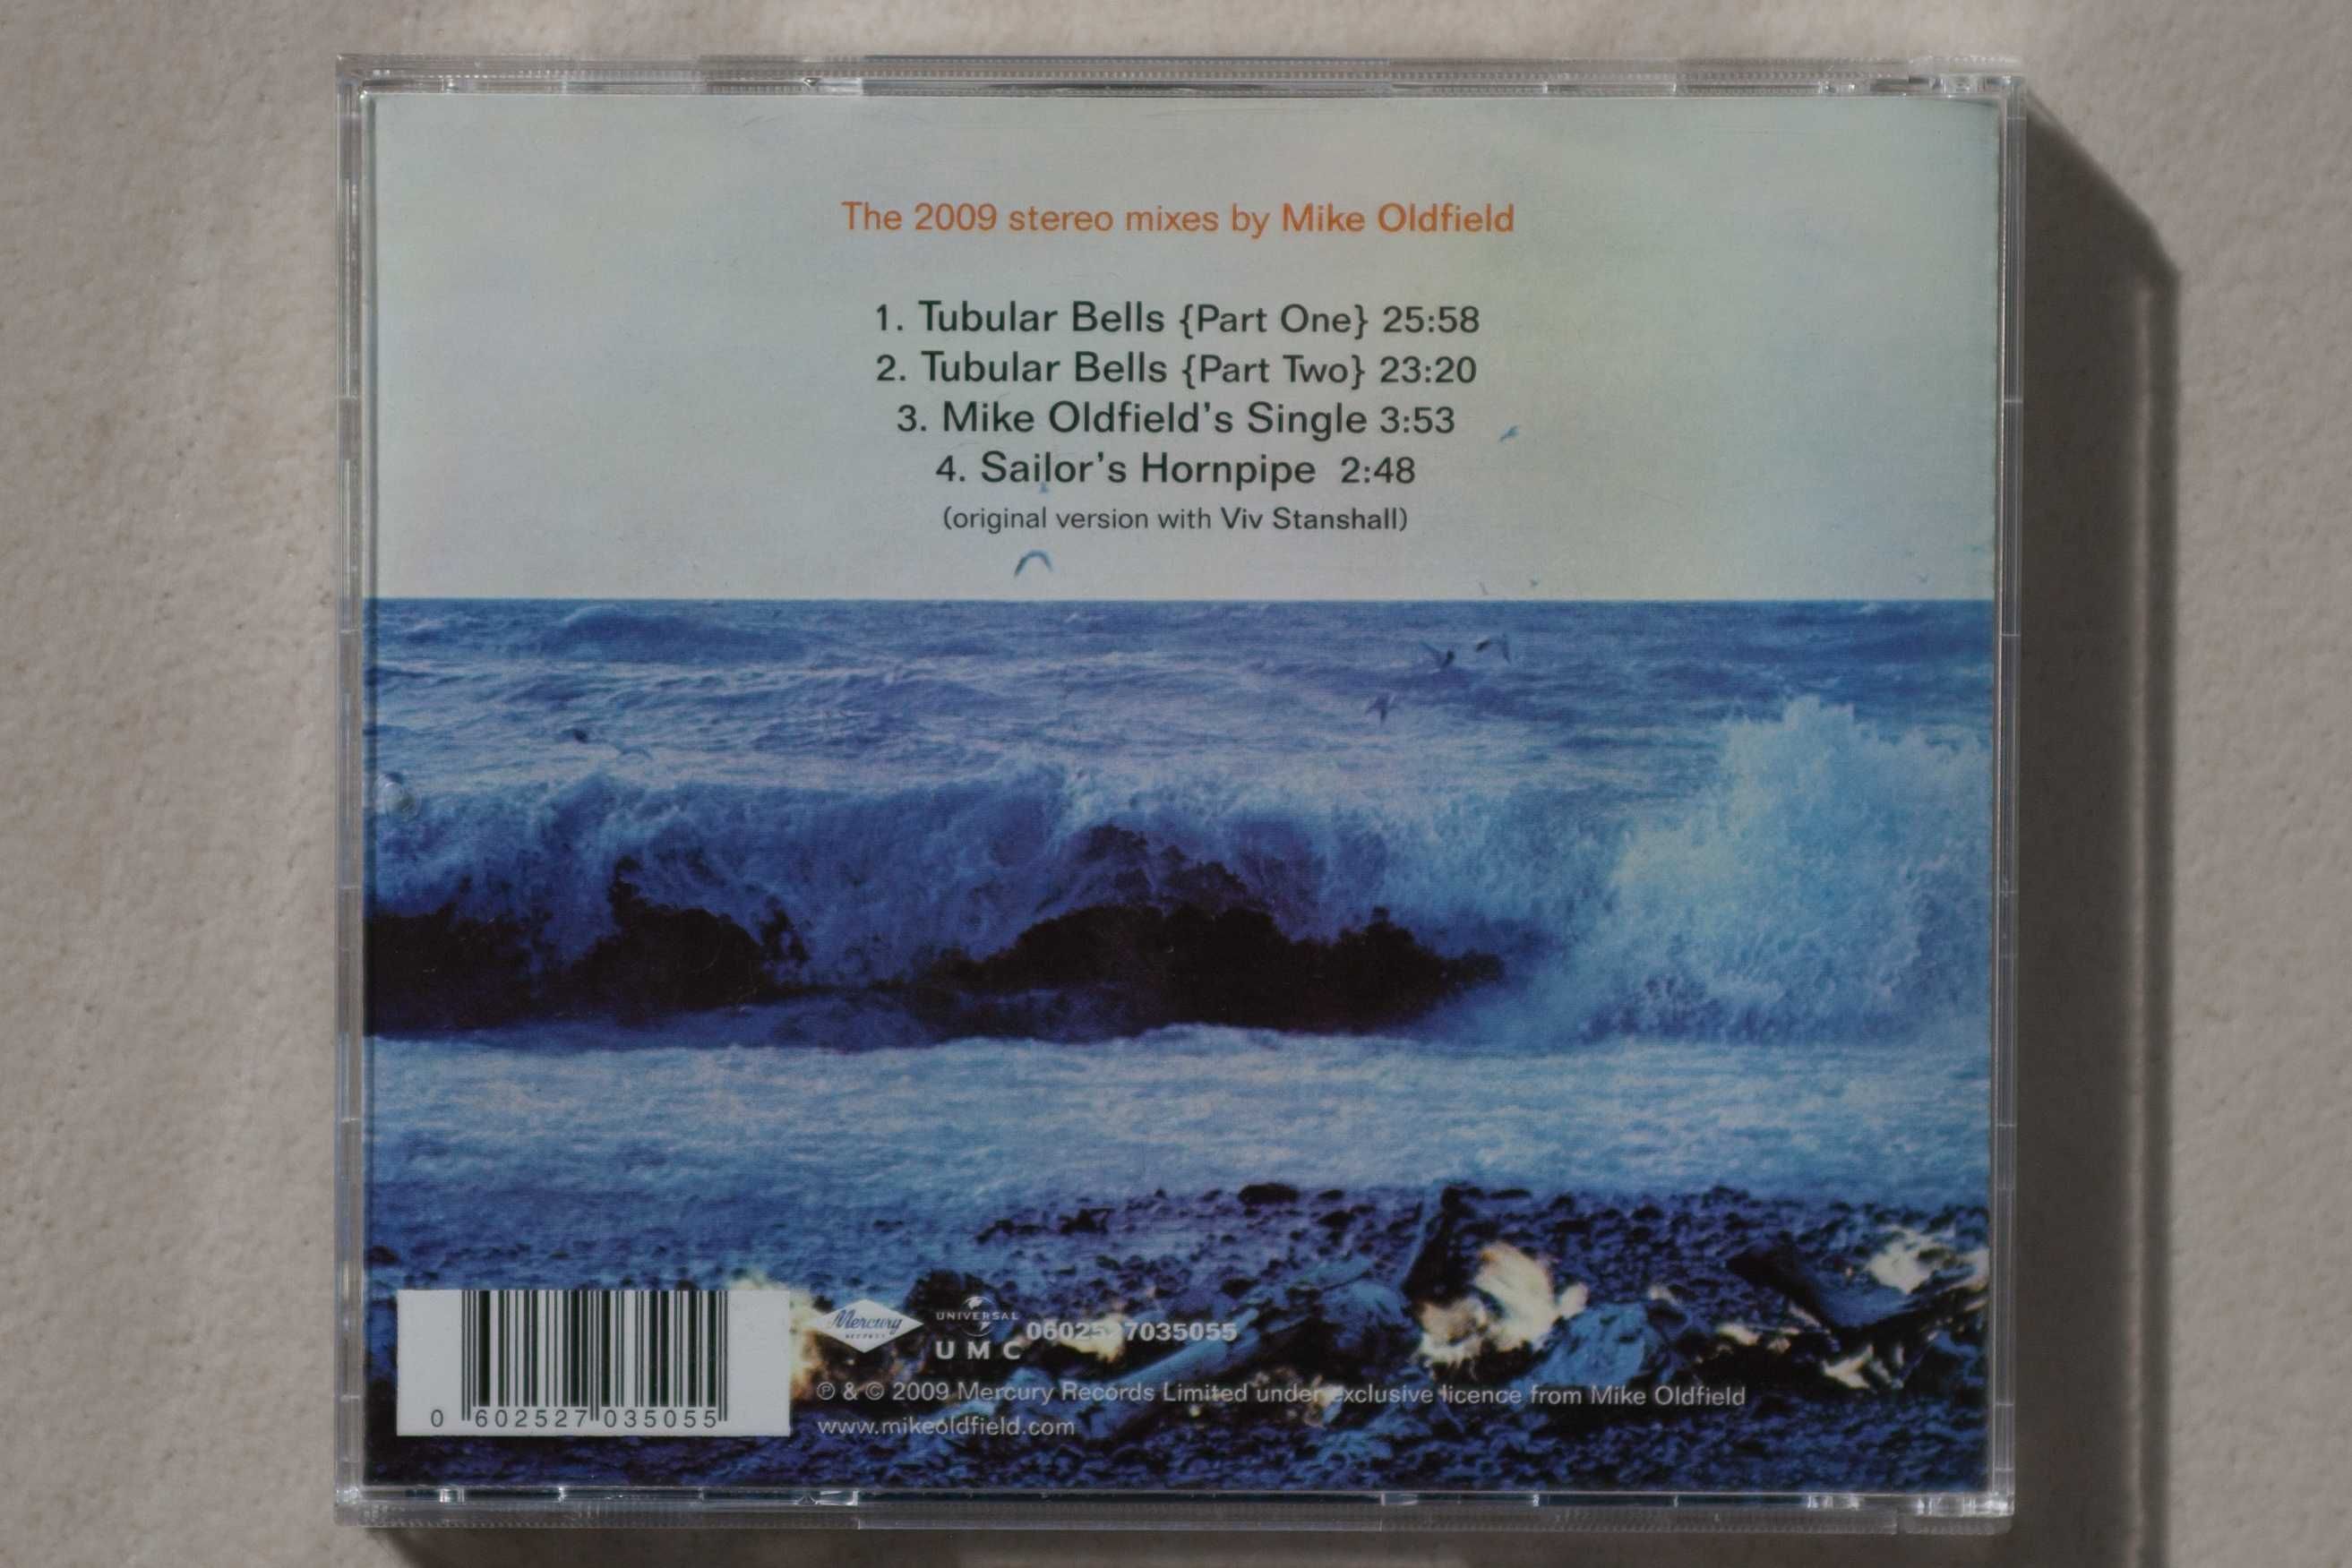 The 2009 stereo mixes by Mike Oldfield
1. Tubular Bells {Part One} 25:58
2. Tubular Bells {Part Two} 23:20
3. Mike Oldfield's Single 3:53
4. Sailor's Hornpipe 2:48
(original version with Viv Stanshall)
Mercury
RECORDS
UNIVERSAL
UMC
0602527035055
0 602527 035055
℗ & © 2009 Mercury Records Limited under exclusive licence from Mike Oldfield
www.mikeoldfield.com